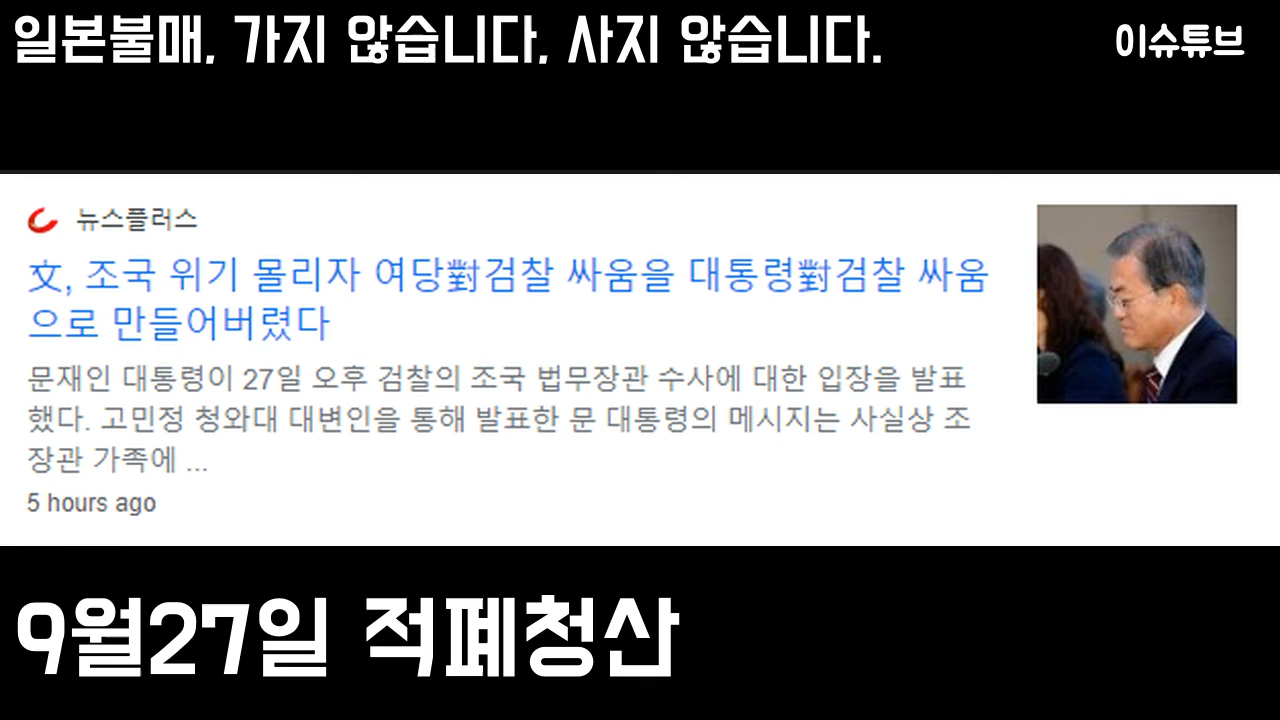 일본불매, 가지 않습니다, 사지 않습니다.
이슈튜브
뉴스플러스
文, 조국 위기 몰리자 여당對검찰 싸움을 대통령對검찰 싸움
으로 만들어버렸다
문재인 대통령이 27일 오후 검찰의 조국 법무장관 수사에 대한 입장을 발표
했다. 고민정 청와대 대변인을 통해 발표한 문 대통령의 메시지는 사실상 조
장관 가족에 ...
5 hours ago
9월27일 적폐청산